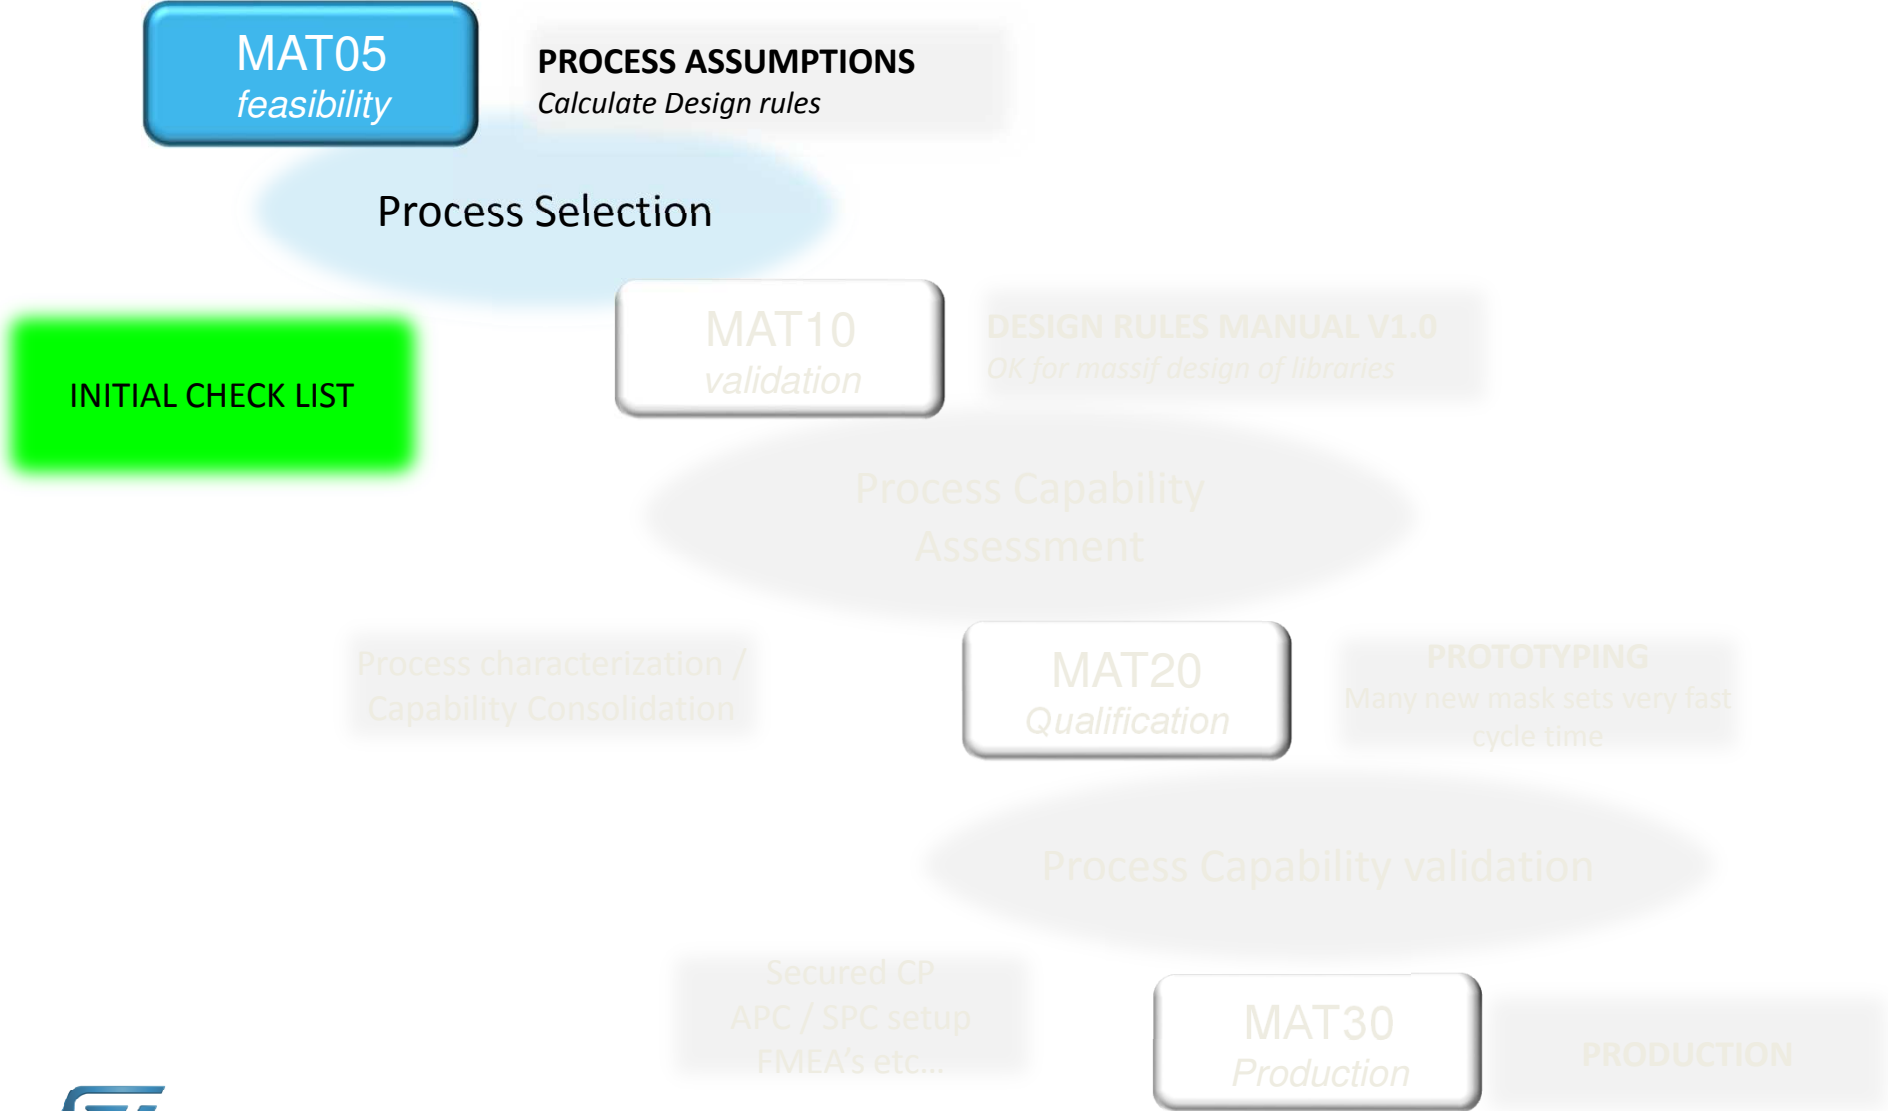 MAT05
feasibility
PROCESS ASSUMPTIONS
Calculate Design rules
Process Selection
MAT10
validation
DESIGN RULES MANUAL V1.0
OK for massif design of libraries
INITIAL CHECK LIST
Process Capability
Assessment
Process characterization /
Capability Consolidation
MAT20
Qualification
PROTOTYPING
Many new mask sets very fast
cycle time
Process Capability validation
Secured CP
APC / SPC setup
FMEA's etc...
MAT30
Production
PRODUCTION